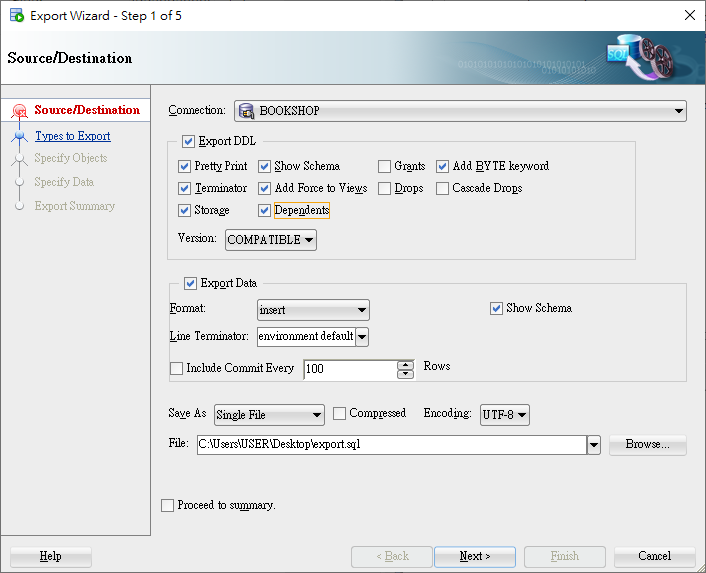 Export Wizard - Step 1 of 5
Source/Destination
SQL
01010101010101010101010101
0101010101
Source/Destination
Types to Export
Specify Objects
Specify Data
Export Summary
Connection: BOOKSHOP
Export DDL
Pretty Print Show Schema Grants Add BYTE keyword
Terminator Add Force to Views Drops Cascade Drops
Storage Dependents
Version: COMPATIBLE
Export Data
Format: insert Show Schema
Line Terminator: environment default
Include Commit Every 100 Rows
Save As Single File Compressed Encoding: UTF-8
File: C:\Users\USER\Desktop\export.sql Browse...
Proceed to summary.
Help < Back Next > Finish Cancel